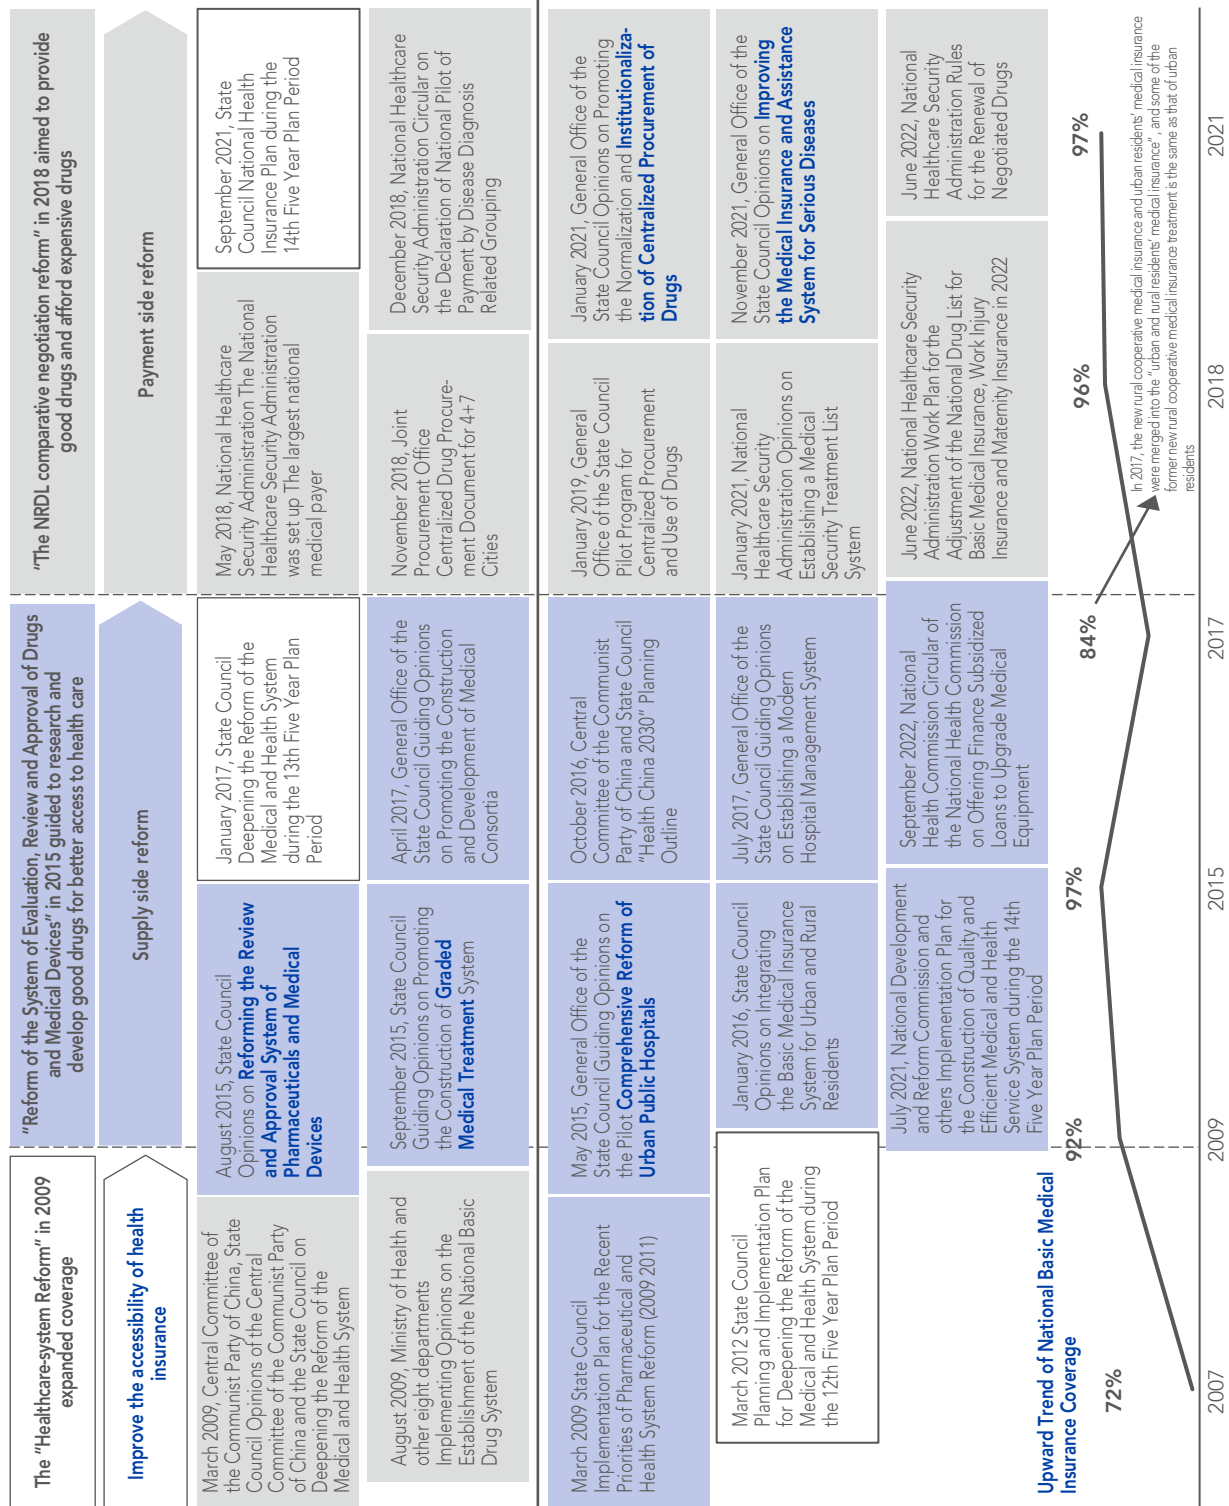 The "Healthcare-system Reform" in 2009
expanded coverage
"Reform of the System of Evaluation, Review and Approval of Drugs
and Medical Devices" in 2015 guided to research and
develop good drugs for better access to health care
"The NRDL comparative negotiation reform" in 2018 aimed to provide
good drugs and afford expensive drugs
Improve the accessibility of health
insurance
Supply side reform
Payment side reform
March 2009, Central Committee of
the Communist Party of China, State
Council Opinions of the Central
Committee of the Communist Party
of China and the State Council on
Deepening the Reform of the
Medical and Health System
August 2015, State Council
Opinions on Reforming the Review
and Approval System of
Pharmaceuticals and Medical
Devices
January 2017, State Council
Deepening the Reform of the
Medical and Health System
during the 13th Five Year Plan
Period
May 2018, National Healthcare
Security Administration The National
Healthcare Security Administration
was set up The largest national
medical payer
September 2021, State
Council National Health
Insurance Plan during the
14th Five Year Plan Period
August 2009, Ministry of Health and
other eight departments
Implementing Opinions on the
Establishment of the National Basic
Drug System
September 2015, State Council
Guiding Opinions on Promoting
the Construction of Graded
Medical Treatment System
April 2017, General Office of the
State Council Guiding Opinions
on Promoting the Construction
and Development of Medical
Consortia
November 2018, Joint
Procurement Office
Centralized Drug Procure-
ment Document for 4+7
Cities
December 2018, National Healthcare
Security Administration Circular on
the Declaration of National Pilot of
Payment by Disease Diagnosis
Related Grouping
March 2009 State Council
Implementation Plan for the Recent
Priorities of Pharmaceutical and
Health System Reform (2009 2011)
May 2015, General Office of the
State Council Guiding Opinions on
the Pilot Comprehensive Reform of
Urban Public Hospitals
October 2016, Central
Committee of the Communist
Party of China and State Council
"Health China 2030" Planning
Outline
January 2019, General
Office of the State Council
Pilot Program for
Centralized Procurement
and Use of Drugs
January 2021, General Office of the
State Council Opinions on Promoting
the Normalization and Institutionaliza-
tion of Centralized Procurement of
Drugs
March 2012 State Council
Planning and Implementation Plan
for Deepening the Reform of the
Medical and Health System during
the 12th Five Year Plan Period
January 2016, State Council
Opinions on Integrating
the Basic Medical Insurance
System for Urban and Rural
Residents
July 2017, General Office of the
State Council Guiding Opinions
on Establishing a Modern
Hospital Management System
January 2021, National
Healthcare Security
Administration Opinions on
Establishing a Medical
Security Treatment List
System
November 2021, General Office of the
State Council Opinions on Improving
the Medical Insurance and Assistance
System for Serious Diseases
July 2021, National Development
and Reform Commission and
others Implementation Plan for
the Construction of Quality and
Efficient Medical and Health
Service System during the 14th
Five Year Plan Period
September 2022, National
Health Commission Circular of
the National Health Commission
on Offering Finance Subsidized
Loans to Upgrade Medical
Equipment
June 2022, National Healthcare Security
Administration Work Plan for the
Adjustment of the National Drug List for
Basic Medical Insurance, Work Injury
Insurance and Maternity Insurance in 2022
June 2022, National
Healthcare Security
Administration Rules
for the Renewal of
Negotiated Drugs
Upward Trend of National Basic Medical
Insurance Coverage
72%
92%
97%
84%
96%
97%
In 2017, the new rural cooperative medical insurance and urban residents' medical insurance
were merged into the "urban and rural residents' medical insurance", and some of the
former new rural cooperative medical insurance treatment is the same as that of urban
residents
2007
2009
2015
2017
2018
2021